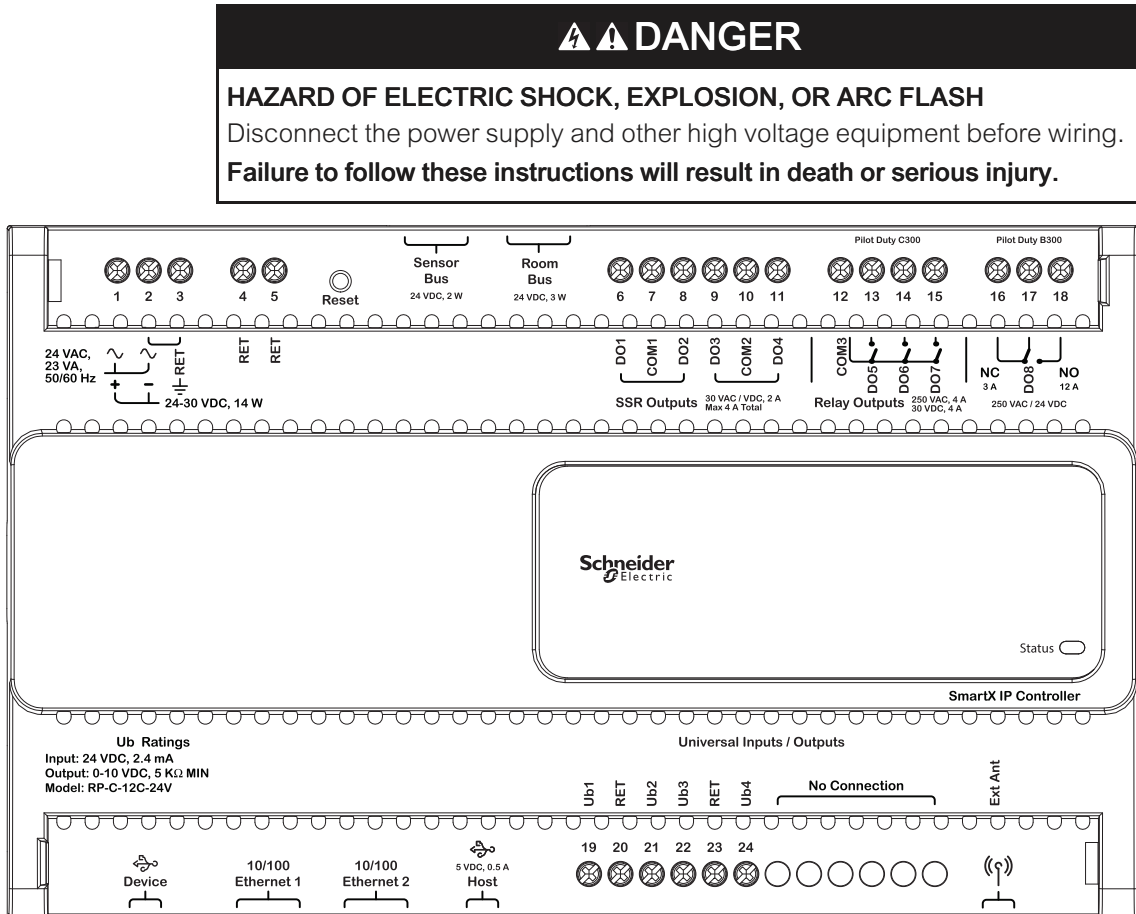 DANGER
HAZARD OF ELECTRIC SHOCK, EXPLOSION, OR ARC FLASH
Disconnect the power supply and other high voltage equipment before wiring.
Failure to follow these instructions will result in death or serious injury.
Pilot Duty C300
Pilot Duty B300
Sensor
Bus
24 VDC, 2 W
Room
Bus
24 VDC, 3 W
1 2 3 4 5
Reset
6 7 8 9 10 11 12 13 14 15 16 17 18
24 VAC,
23 VA,
50/60 Hz
RET
+ −
24-30 VDC, 14 W
RET
RET
DO1
COM1
DO2
DO3
COM2
DO4
SSR Outputs
30 VAC / VDC, 2 A
Max 4 A Total
COM3
DO5
DO6
DO7
Relay Outputs
250 VAC, 4 A
30 VDC, 4 A
NC
3 A
DO8
NO
12 A
250 VAC / 24 VDC
Schneider
Electric
Status
SmartX IP Controller
Ub Ratings
Input: 24 VDC, 2.4 mA
Output: 0-10 VDC, 5 KΩ MIN
Model: RP-C-12C-24V
Universal Inputs / Outputs
Ub1
RET
Ub2
Ub3
RET
Ub4
No Connection
Ext Ant
19 20 21 22 23 24
Device
10/100
Ethernet 1
10/100
Ethernet 2
5 VDC, 0.5 A
Host